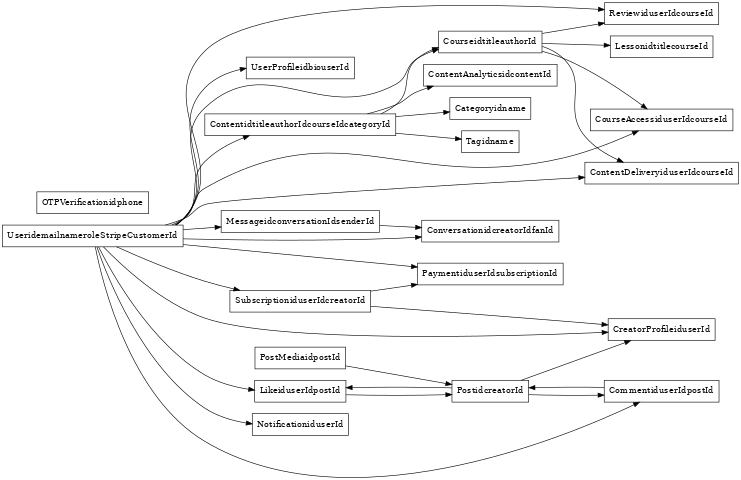 ReviewiduserIdcourseId
CourseidtitleauthorId
LessonidtitlecourseId
UserProfileidbiouserId
ContentAnalyticsidcontentId
Categoryidname
ContentidtitleauthorIdcourseIdcategoryId
CourseAccessiduserIdcourseId
Tagidname
ContentDeliveryiduserIdcourseId
OTPVerificationidphone
MessageidconversationIdsenderId
ConversationidcreatorIdfanId
UseridemailnameroleStripeCustomerId
PaymentiduserIdsubscriptionId
SubscriptioniduserIdcreatorId
CreatorProfileiduserId
PostMediaidpostId
LikeiduserIdpostId
PostidcreatorId
CommentiduserIdpostId
NotificationiduserId